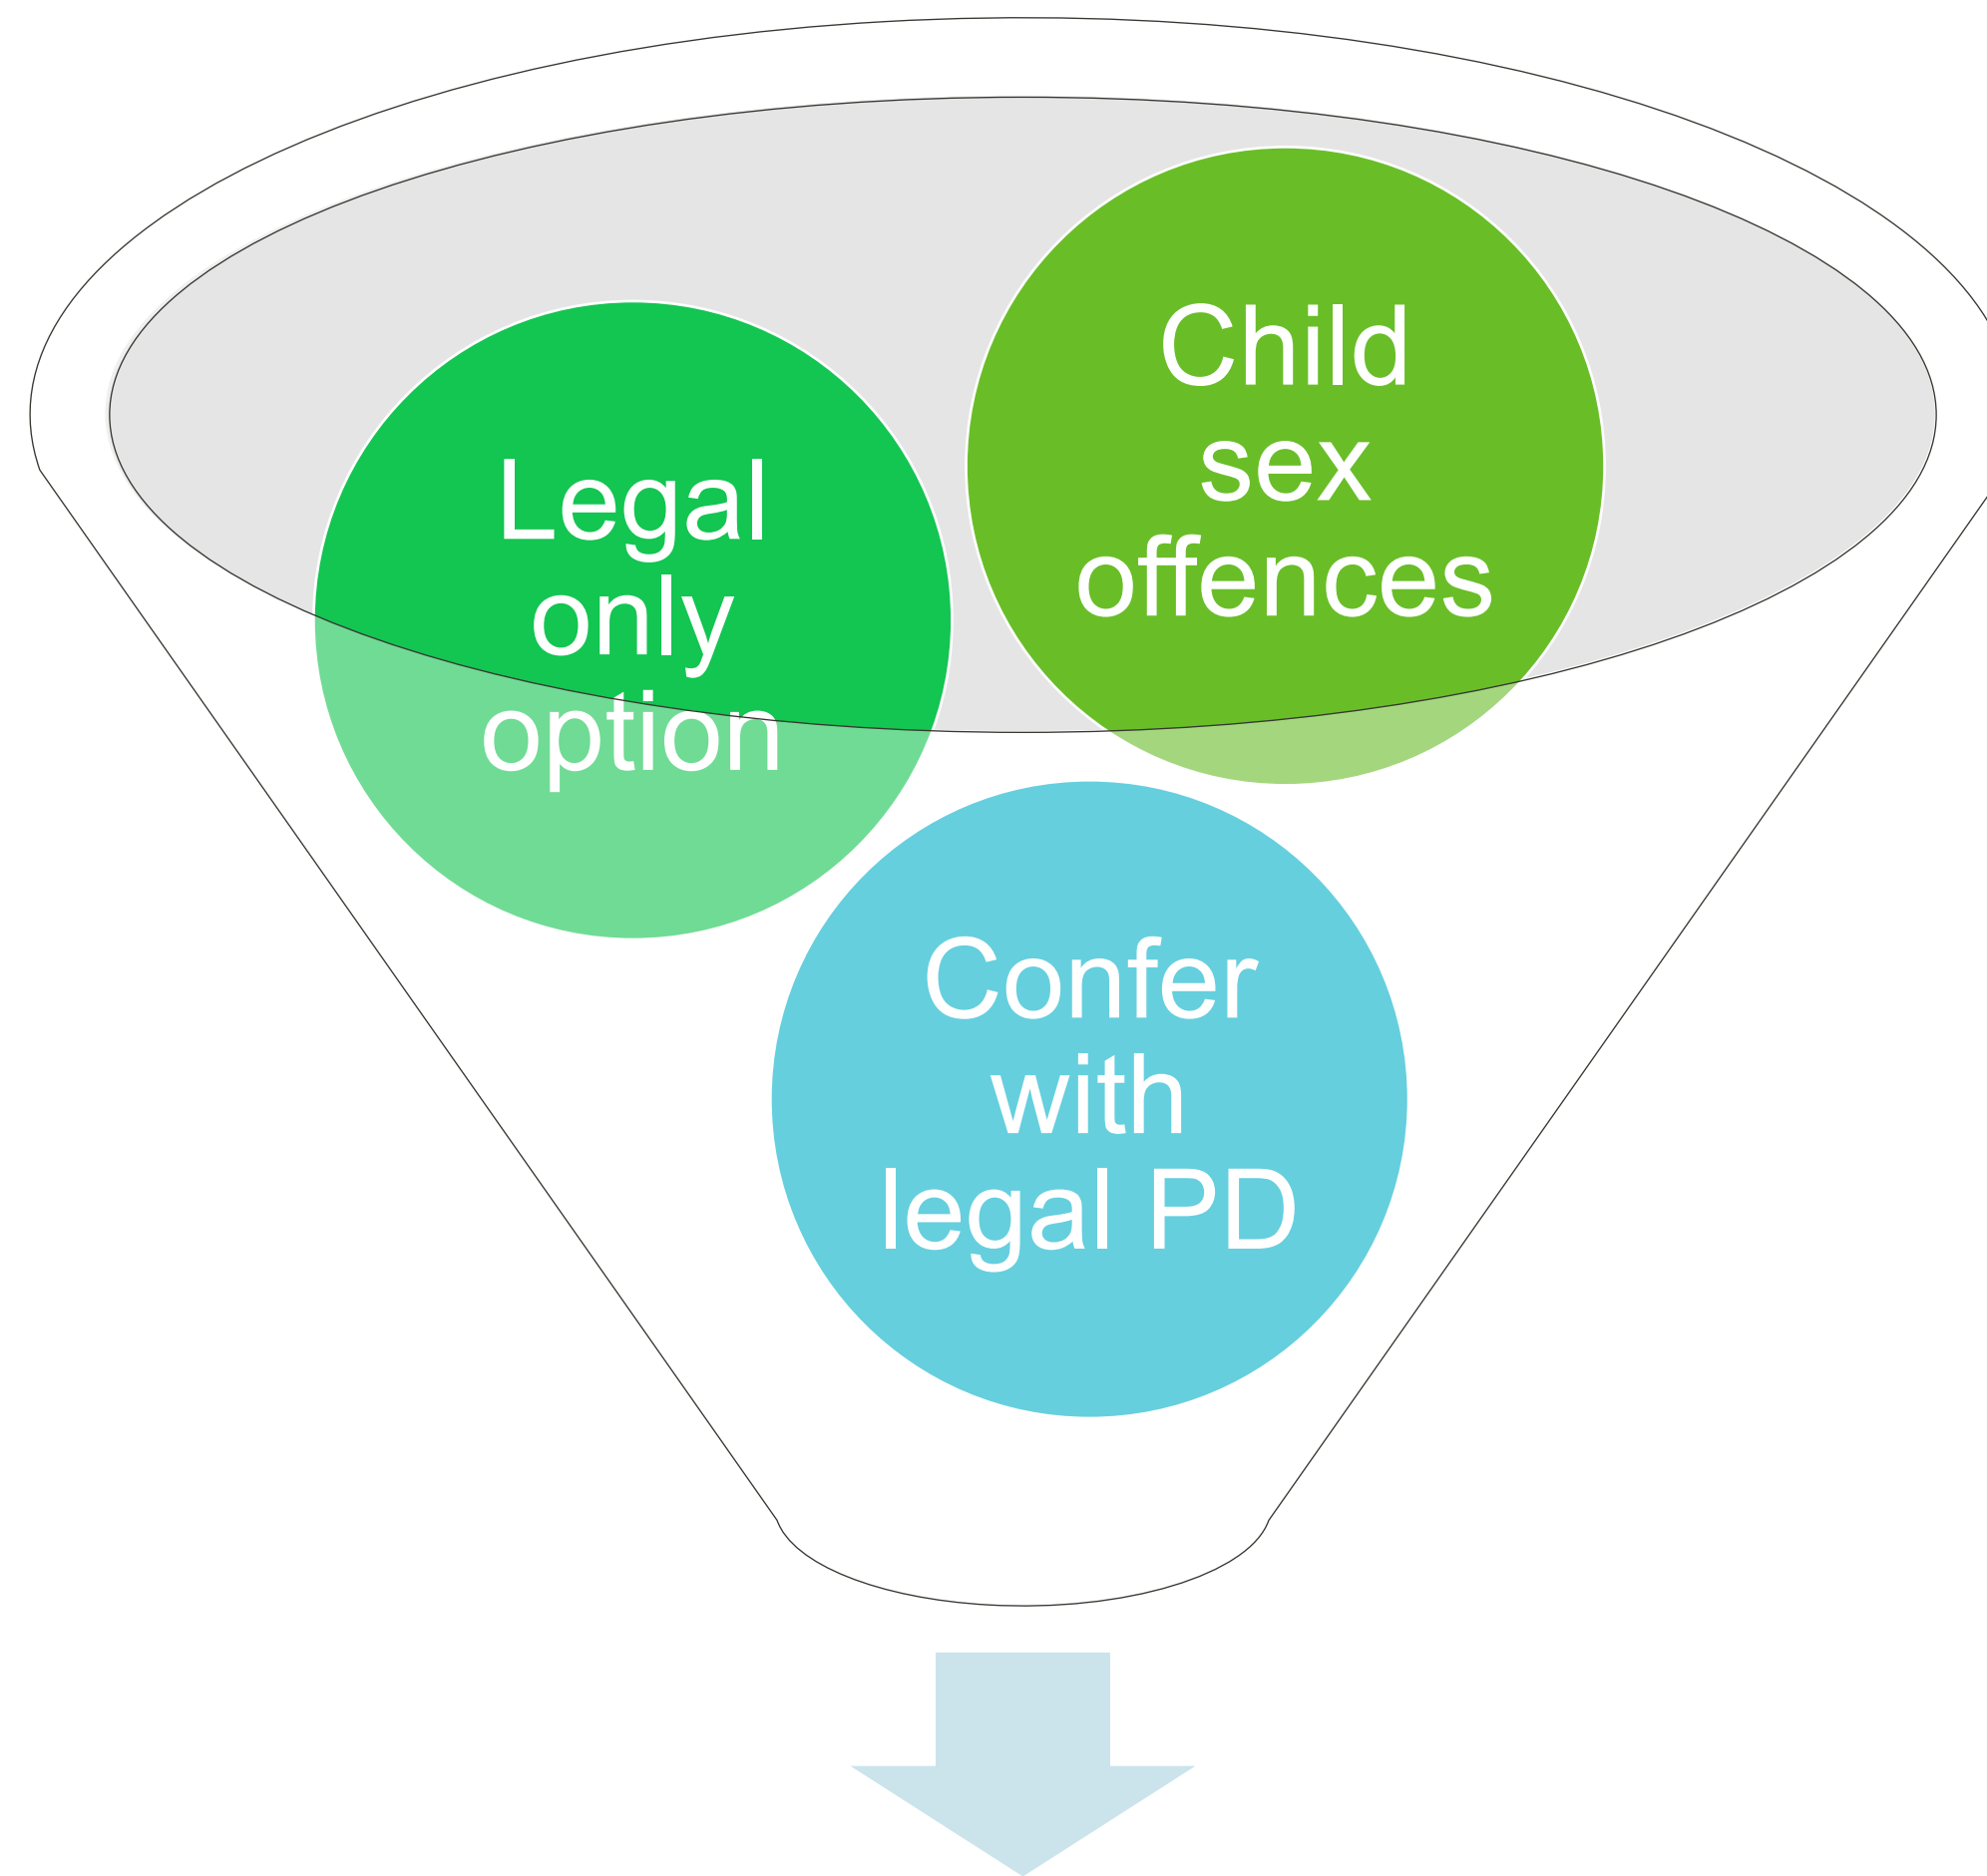 Child
sex
offences
Legal
only
option
Confer
with
legal PD